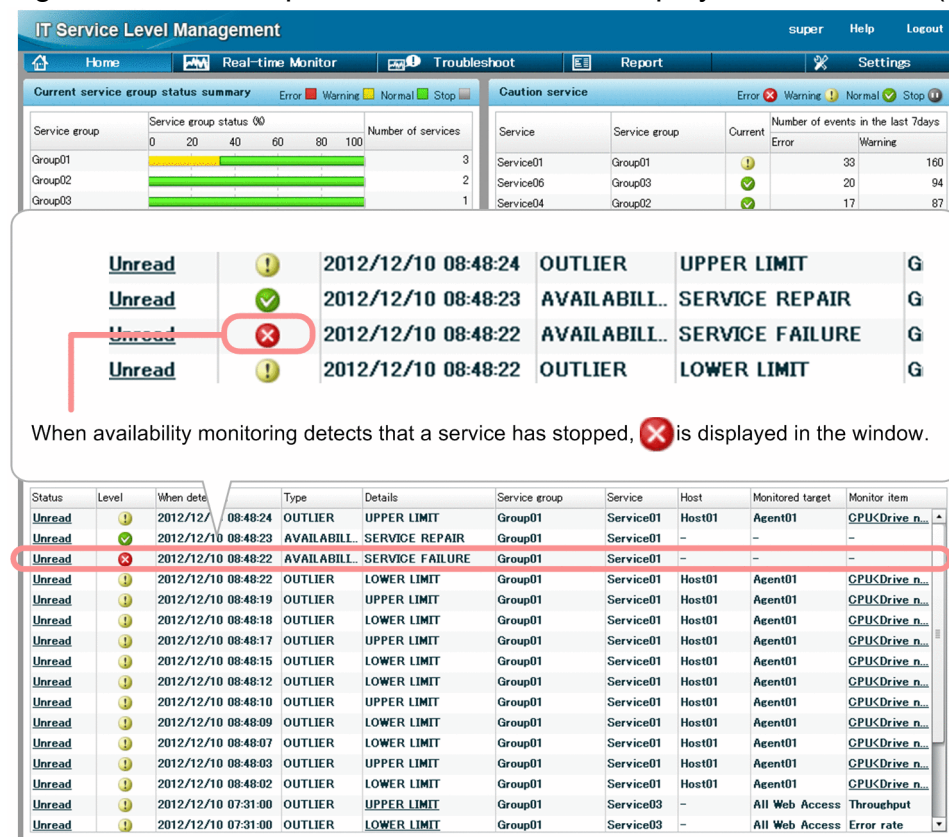 IT Service Level Management super Help Logout
Home Real-time Monitor Troubleshoot Report Settings
Current service group status summary Error Warning Normal Stop
Service group Service group status (%) Number of services
0 20 40 60 80 100
Group01 3
Group02 2
Group03 1
Caution service Error Warning Normal Stop
Service Service group Current Number of events in the last 7days
Error Warning
Service01 Group01 33 160
Service06 Group03 20 94
Service04 Group02 17 87
Unread 2012/12/10 08:48:24 OUTLIER UPPER LIMIT G
Unread 2012/12/10 08:48:23 AVAILABILL.. SERVICE REPAIR G
Unread 2012/12/10 08:48:22 AVAILABILL.. SERVICE FAILURE G
Unread 2012/12/10 08:48:22 OUTLIER LOWER LIMIT G
When availability monitoring detects that a service has stopped, is displayed in the window.
Status Level When dete Type Details Service group Service Host Monitored target Monitor item
Unread 2012/12/ 08:48:24 OUTLIER UPPER LIMIT Group01 Service01 Host01 Agent01 CPU<Drive n...
Unread 2012/12/10 08:48:23 AVAILABILL.. SERVICE REPAIR Group01 Service01 - - -
Unread 2012/12/10 08:48:22 AVAILABILL.. SERVICE FAILURE Group01 Service01 - - -
Unread 2012/12/10 08:48:22 OUTLIER LOWER LIMIT Group01 Service01 Host01 Agent01 CPU<Drive n...
Unread 2012/12/10 08:48:19 OUTLIER UPPER LIMIT Group01 Service01 Host01 Agent01 CPU<Drive n...
Unread 2012/12/10 08:48:18 OUTLIER LOWER LIMIT Group01 Service01 Host01 Agent01 CPU<Drive n...
Unread 2012/12/10 08:48:17 OUTLIER UPPER LIMIT Group01 Service01 Host01 Agent01 CPU<Drive n...
Unread 2012/12/10 08:48:15 OUTLIER LOWER LIMIT Group01 Service01 Host01 Agent01 CPU<Drive n...
Unread 2012/12/10 08:48:12 OUTLIER LOWER LIMIT Group01 Service01 Host01 Agent01 CPU<Drive n...
Unread 2012/12/10 08:48:10 OUTLIER UPPER LIMIT Group01 Service01 Host01 Agent01 CPU<Drive n...
Unread 2012/12/10 08:48:09 OUTLIER LOWER LIMIT Group01 Service01 Host01 Agent01 CPU<Drive n...
Unread 2012/12/10 08:48:07 OUTLIER LOWER LIMIT Group01 Service01 Host01 Agent01 CPU<Drive n...
Unread 2012/12/10 08:48:03 OUTLIER UPPER LIMIT Group01 Service01 Host01 Agent01 CPU<Drive n...
Unread 2012/12/10 08:48:02 OUTLIER LOWER LIMIT Group01 Service01 Host01 Agent01 CPU<Drive n...
Unread 2012/12/10 07:31:00 OUTLIER UPPER LIMIT Group01 Service03 - All Web Access Throughput
Unread 2012/12/10 07:31:00 OUTLIER LOWER LIMIT Group01 Service03 - All Web Access Error rate